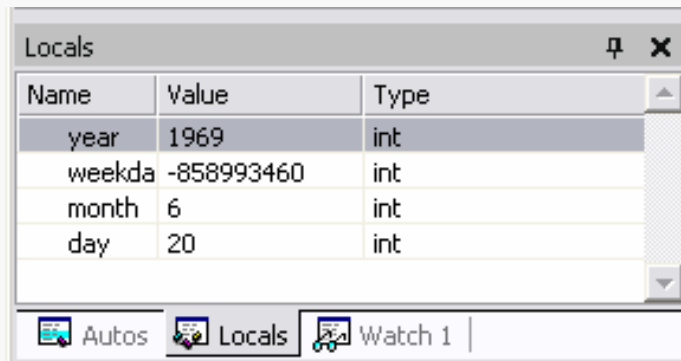 Locals
Name Value Type
year 1969 int
weekda -858993460 int
month 6 int
day 20 int
Autos Locals Watch 1